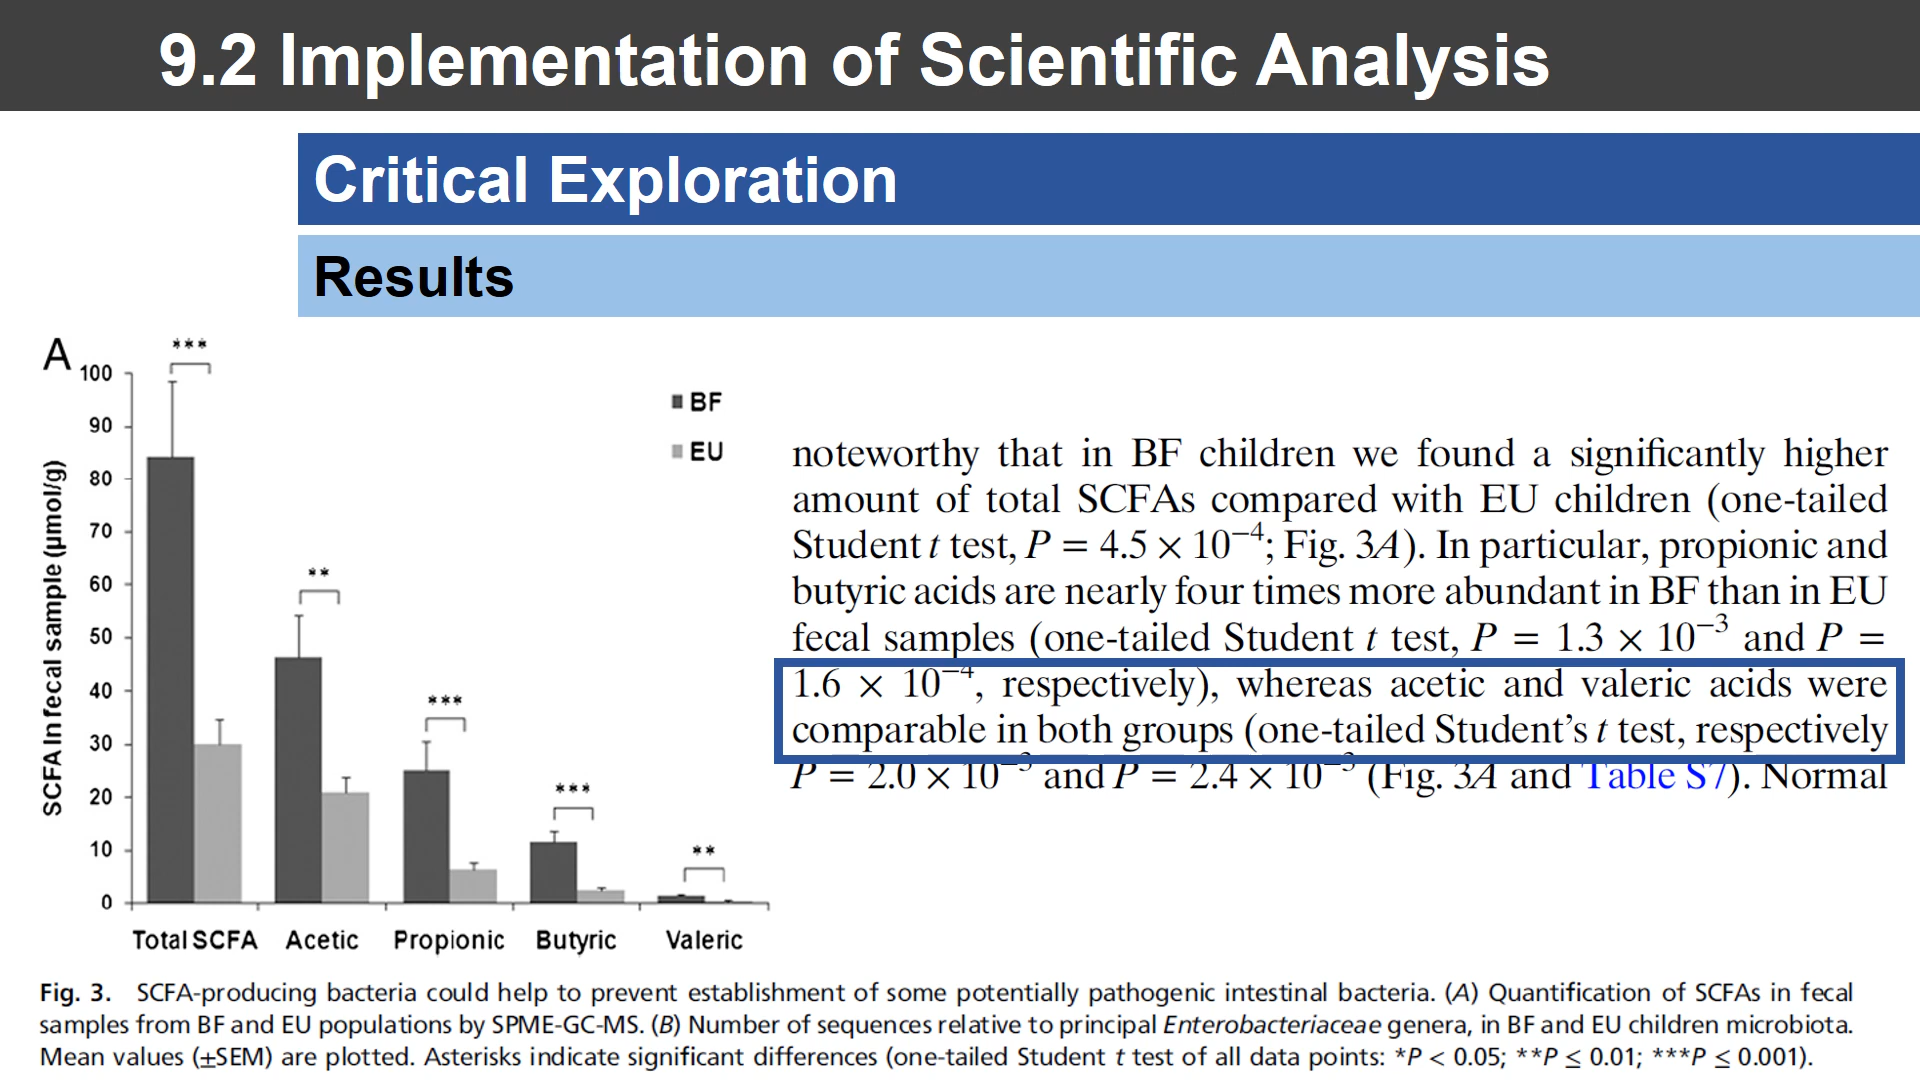 9.2 Implementation of Scientific Analysis
Critical Exploration
Results
A
***
100
90
80
70
60
50
40
30
20
10
0
SCFA In fecal sample (µmol/g)
**
***
***
**
BF
EU
Total SCFA Acetic Propionic Butyric Valeric
noteworthy that in BF children we found a significantly higher
amount of total SCFAs compared with EU children (one-tailed
Student t test, P = 4.5 × 10⁻⁴; Fig. 3A). In particular, propionic and
butyric acids are nearly four times more abundant in BF than in EU
fecal samples (one-tailed Student t test, P = 1.3 × 10⁻³ and P =
1.6 × 10⁻⁴, respectively), whereas acetic and valeric acids were
comparable in both groups (one-tailed Student’s t test, respectively
P = 2.0 × 10⁻³ and P = 2.4 × 10⁻³ (Fig. 3A and Table S7). Normal
Fig. 3. SCFA-producing bacteria could help to prevent establishment of some potentially pathogenic intestinal bacteria. (A) Quantification of SCFAs in fecal
samples from BF and EU populations by SPME-GC-MS. (B) Number of sequences relative to principal Enterobacteriaceae genera, in BF and EU children microbiota.
Mean values (±SEM) are plotted. Asterisks indicate significant differences (one-tailed Student t test of all data points: *P < 0.05; **P ≤ 0.01; ***P ≤ 0.001).